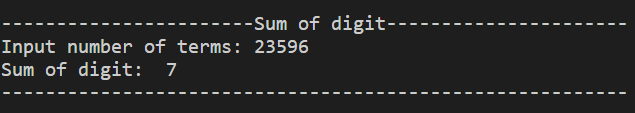 -----------------------Sum of digit----------------------
Input number of terms: 23596
Sum of digit:  7
---------------------------------------------------------